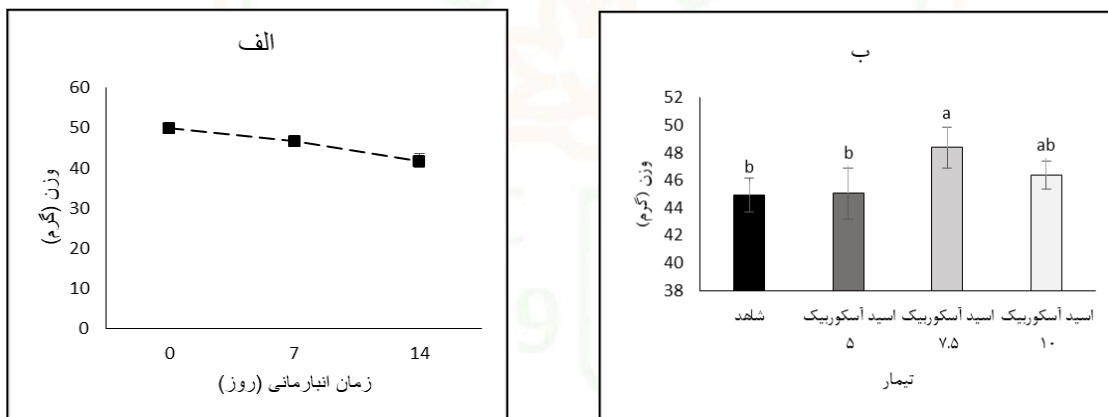 الف
60
50
40
30
20
10
0
وزن (گرم)
0 7 14
زمان انبارمانی (روز)
ب
52
50
48
46
44
42
40
38
وزن (گرم)
b b a ab
شاهد اسید آسکوربیک اسید آسکوربیک اسید آسکوربیک
۵ ۷.۵ ۱۰
تیمار